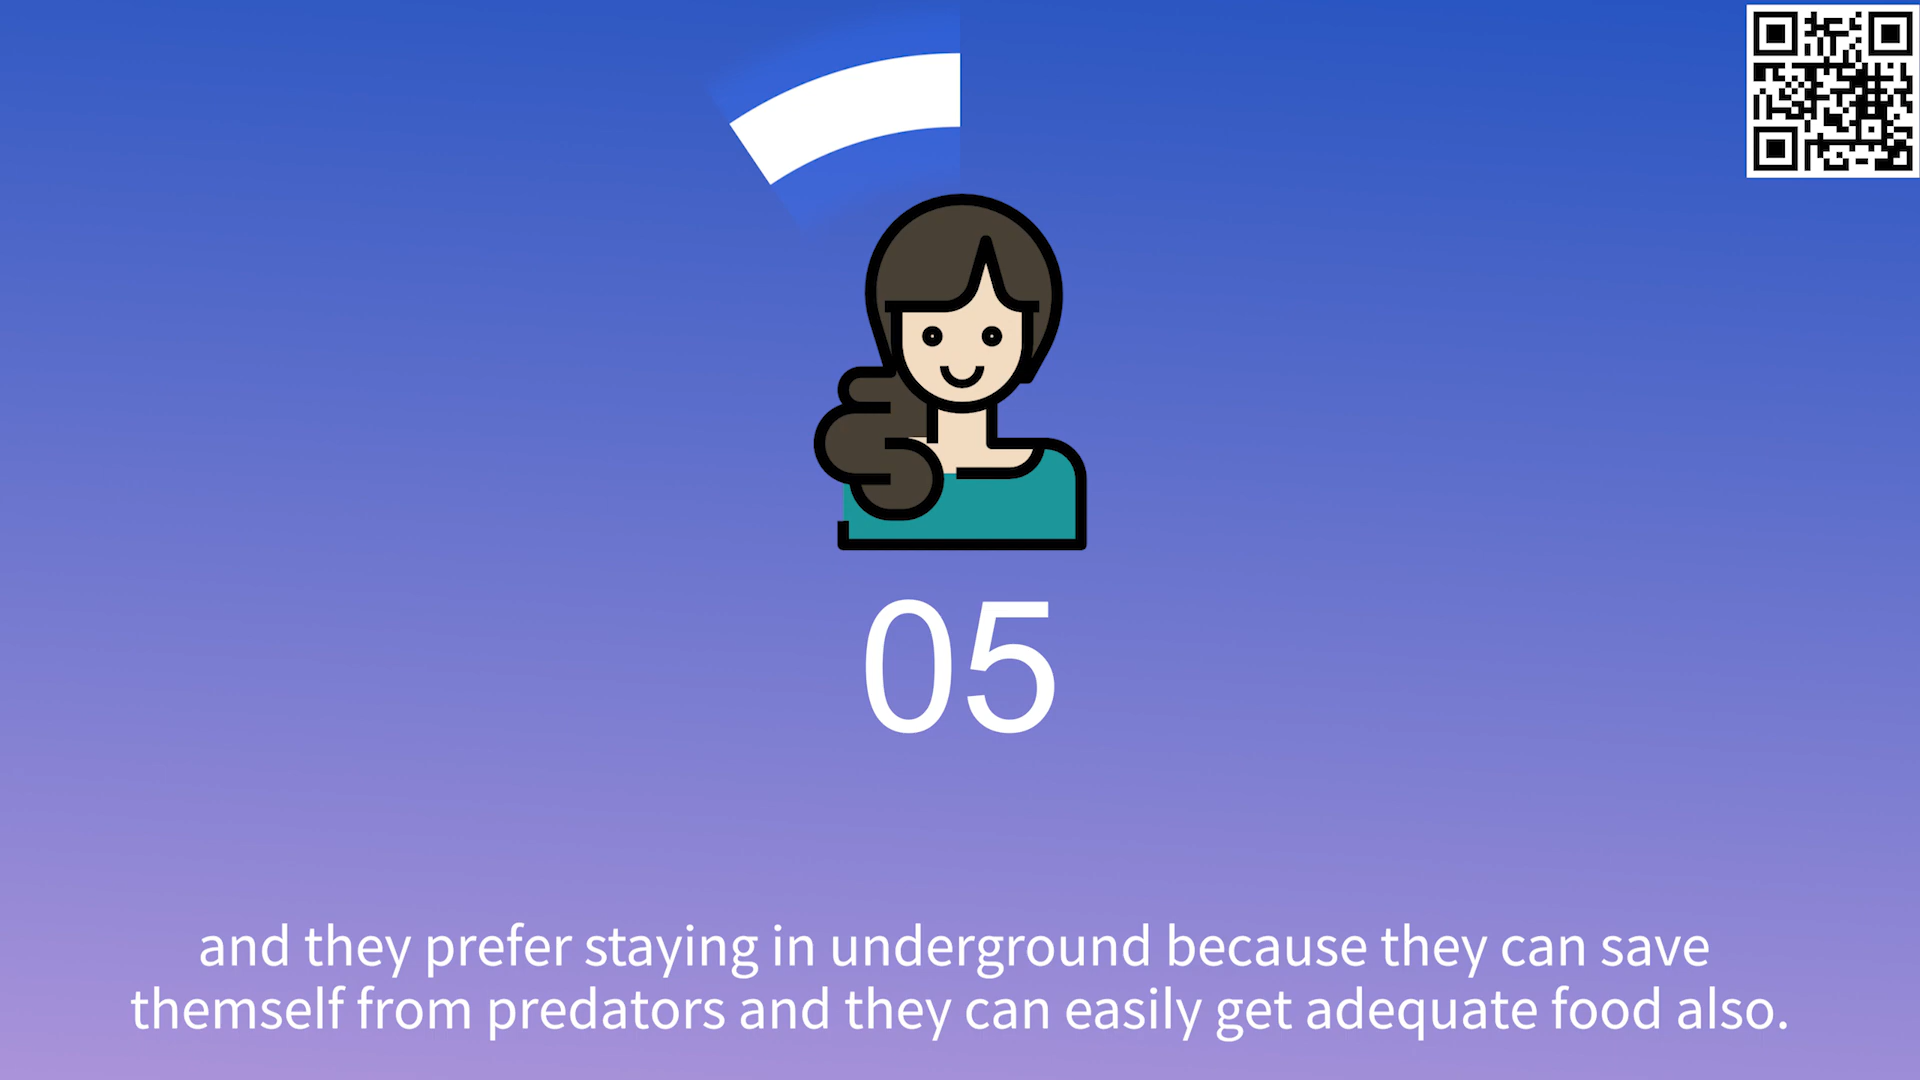 05
and they prefer staying in underground because they can save
themself from predators and they can easily get adequate food also.